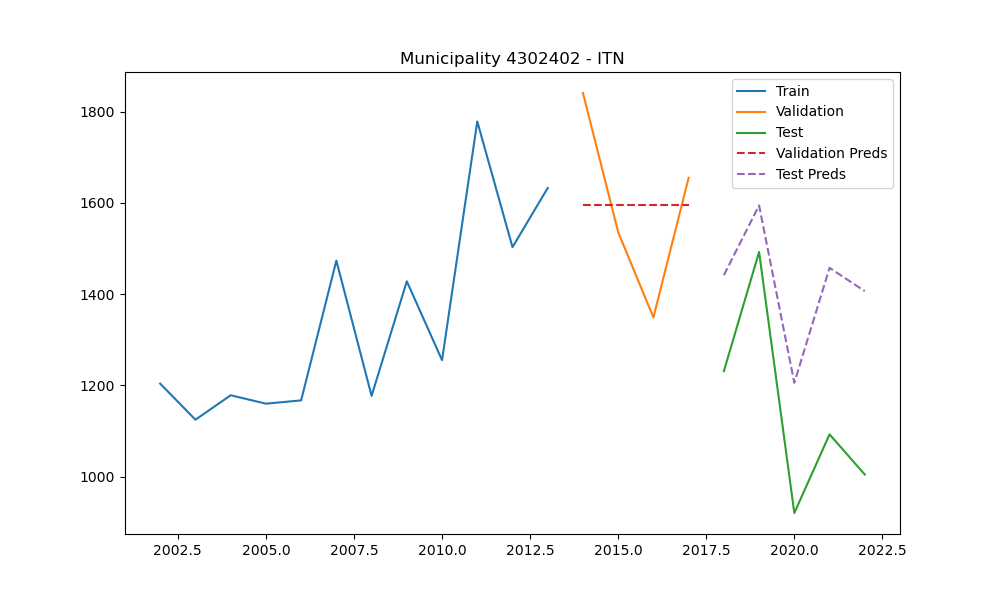 Municipality 4302402 - ITN
Train
Validation
Test
Validation Preds
Test Preds
1800
1600
1400
1200
1000
2002.5 2005.0 2007.5 2010.0 2012.5 2015.0 2017.5 2020.0 2022.5